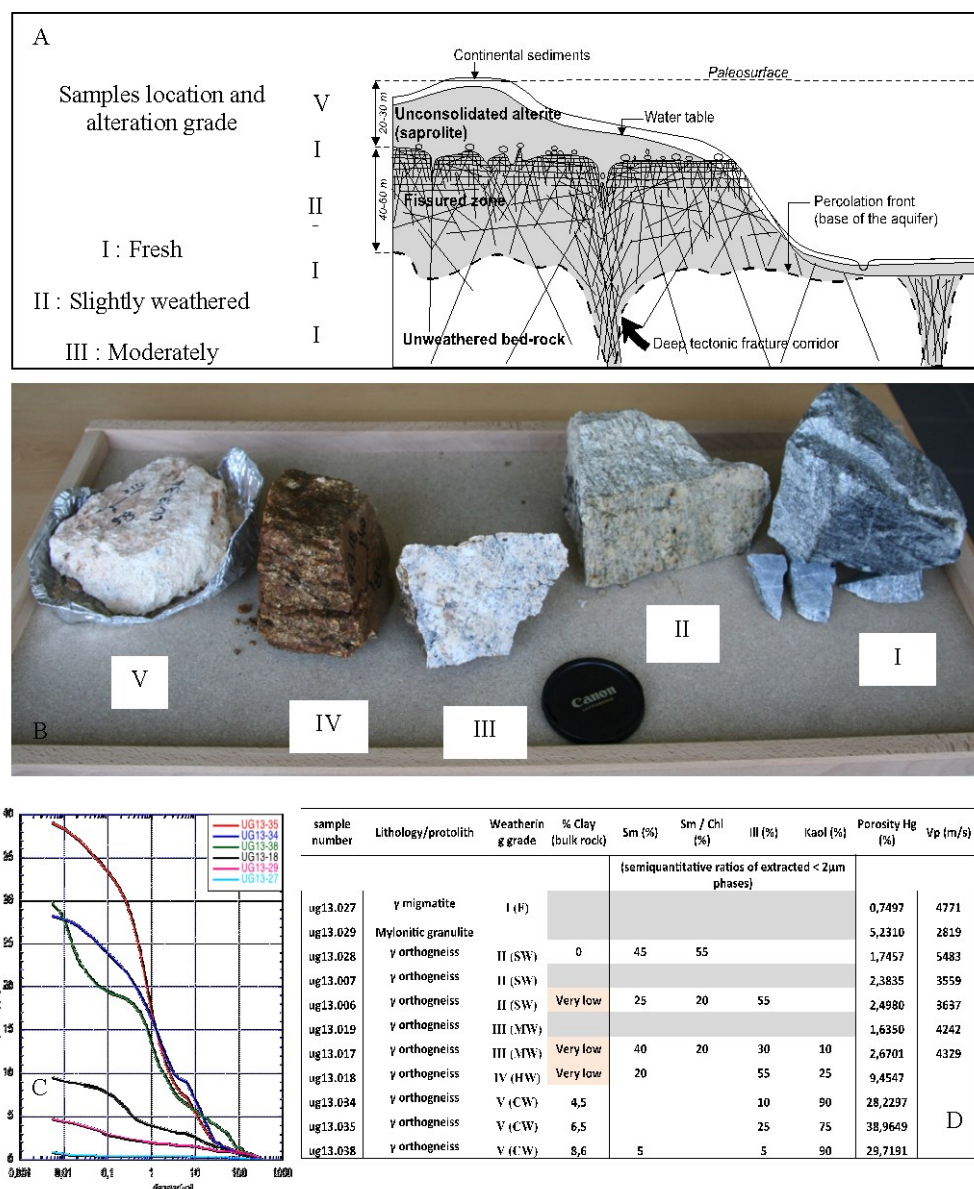 A
Samples location and
alteration grade
I : Fresh
II : Slightly weathered
III : Moderately
V
I
II
-
I
I
20-30 m
40-60 m
Continental sediments
Paleosurface
Unconsolidated alterite
(saprolite)
Water table
Fissured zone
Percolation front
(base of the aquifer)
Unweathered bed-rock
Deep tectonic fracture corridor
B
V
IV
III
II
I
Canon
C
UG13-35
UG13-34
UG13-38
UG13-18
UG13-29
UG13-27
35
30
25
20
15
10
5
0
0,01
0,1
1
10
100
1000
D
sample number Lithology/protolith Weatherin g grade % Clay (bulk rock) Sm (%) Sm / Chl (%) Ill (%) Kaol (%) Porosity Hg (%) Vp (m/s)
(semiquantitative ratios of extracted < 2µm phases)
ug13.027 γ migmatite I (F) 0,7497 4771
ug13.029 Mylonitic granulite 5,2310 2819
ug13.028 γ orthogneiss II (SW) 0 45 55 1,7457 5483
ug13.007 γ orthogneiss II (SW) 2,3835 3559
ug13.006 γ orthogneiss II (SW) Very low 25 20 55 2,4980 3637
ug13.019 γ orthogneiss III (MW) 1,6350 4242
ug13.017 γ orthogneiss III (MW) Very low 40 20 30 10 2,6701 4329
ug13.018 γ orthogneiss IV (HW) Very low 20 55 25 9,4547
ug13.034 γ orthogneiss V (CW) 4,5 10 90 28,2297
ug13.035 γ orthogneiss V (CW) 6,5 25 75 38,9649
ug13.038 γ orthogneiss V (CW) 8,6 5 5 90 29,7191